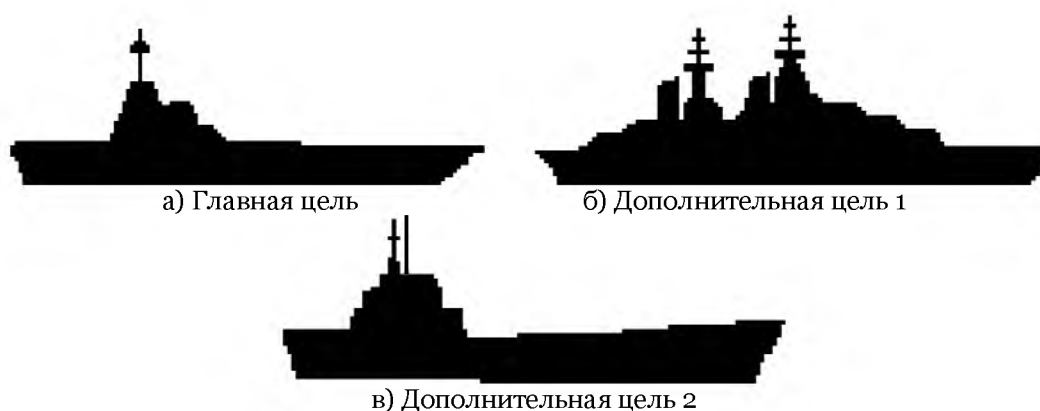 а) Главная цель
б) Дополнительная цель 1
в) Дополнительная цель 2